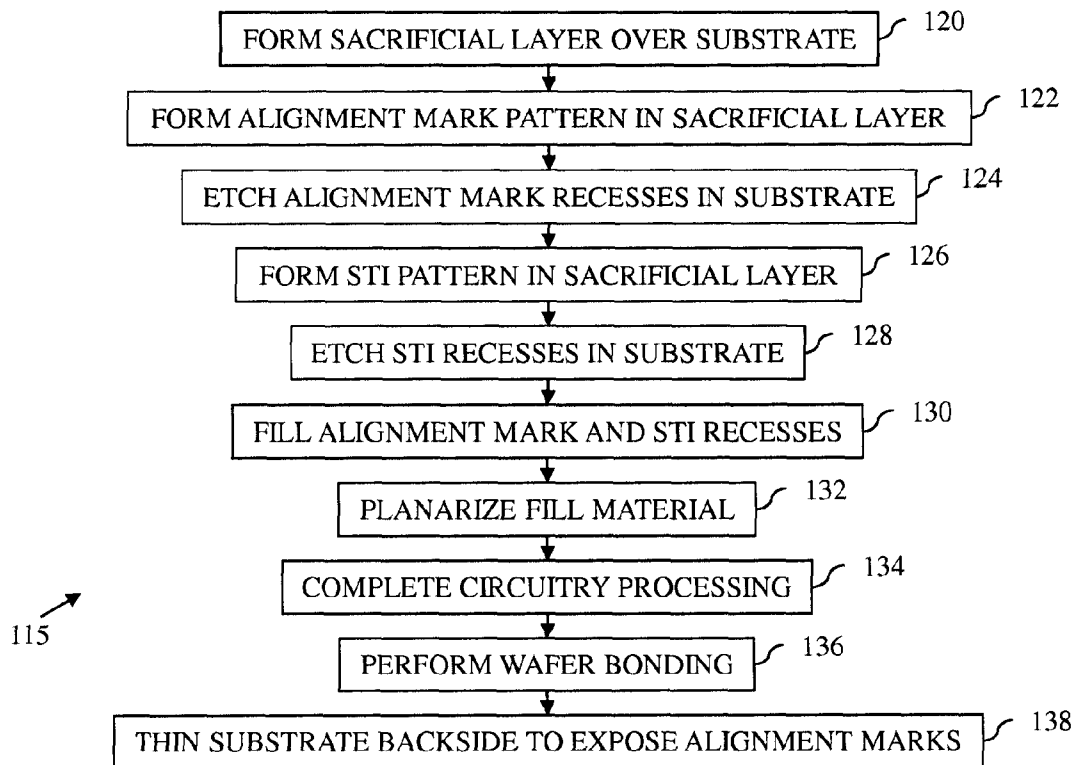 FORM SACRIFICIAL LAYER OVER SUBSTRATE 120
FORM ALIGNMENT MARK PATTERN IN SACRIFICIAL LAYER 122
ETCH ALIGNMENT MARK RECESSES IN SUBSTRATE 124
FORM STI PATTERN IN SACRIFICIAL LAYER 126
ETCH STI RECESSES IN SUBSTRATE 128
FILL ALIGNMENT MARK AND STI RECESSES 130
PLANARIZE FILL MATERIAL 132
COMPLETE CIRCUITRY PROCESSING 134
115
PERFORM WAFER BONDING 136
THIN SUBSTRATE BACKSIDE TO EXPOSE ALIGNMENT MARKS 138